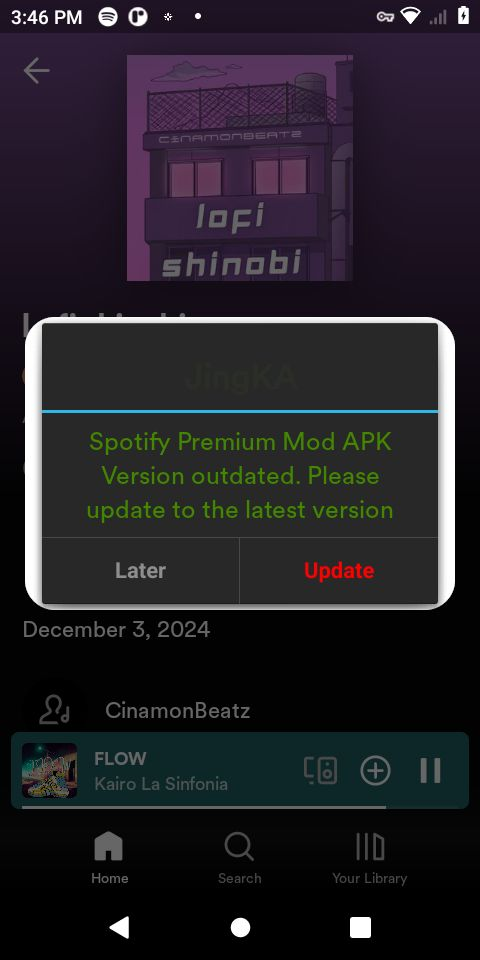 3:46 PM
CINAMONBEATZ
lofi
shinobi
JingKA
Spotify Premium Mod APK
Version outdated. Please
update to the latest version
Later
Update
December 3, 2024
CinamonBeatz
FLOW
Kairo La Sinfonia
Home
Search
Your Library